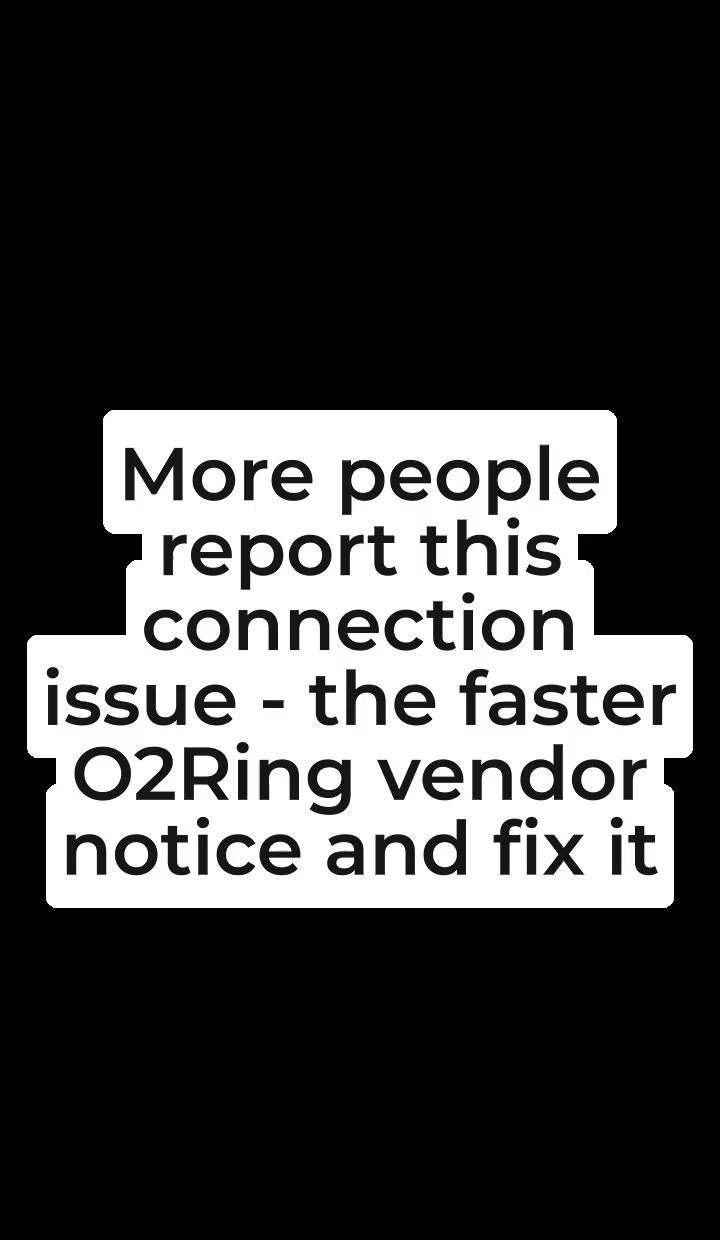 More people
report this
connection
issue - the faster
O2Ring vendor
notice and fix it